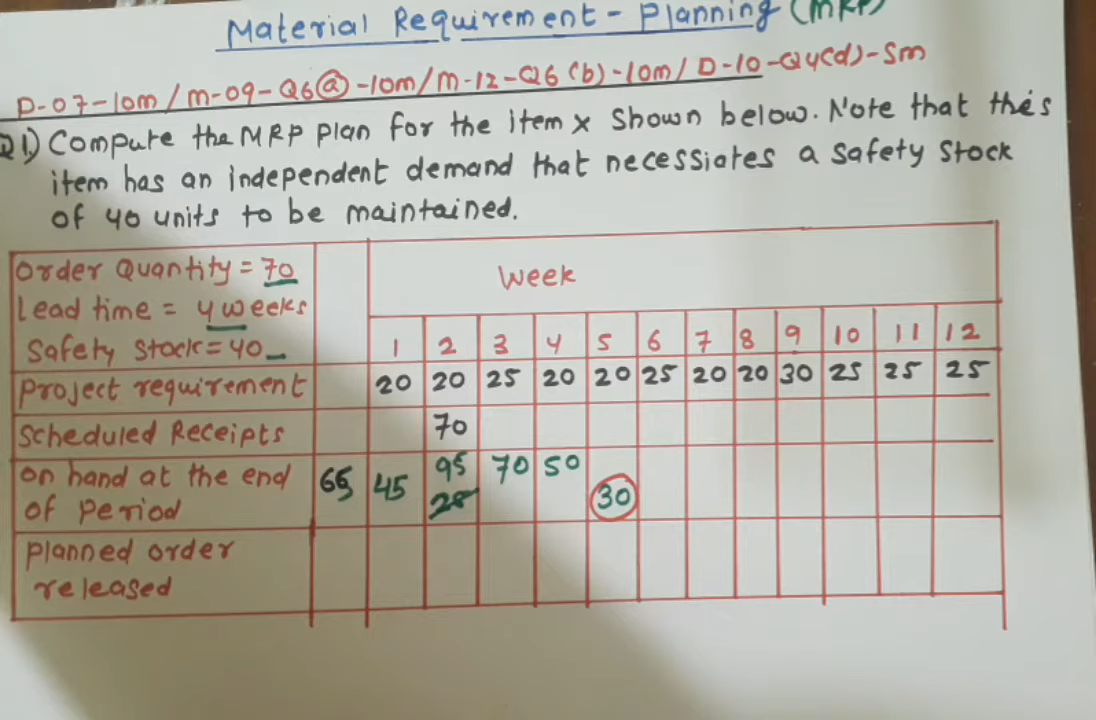 Material Requirement - Planning (MRP)
D-07-10m / m-09-Q6(a)-10m / m-12-Q6 (b)-10m / D-10-Q4(d)-5m
Q1) Compute the MRP plan for the item x shown below. Note that this
item has an independent demand that necessiates a safety stock
of 40 units to be maintained.
Order Quantity = 70
Lead time = 4 weeks
Safety stock = 40
Week
1 2 3 4 5 6 7 8 9 10 11 12
Project requirement 20 20 25 20 20 25 20 20 30 25 25 25
Scheduled Receipts 70
on hand at the end 65 45 95 70 50
of Period 25 30
Planned order
released